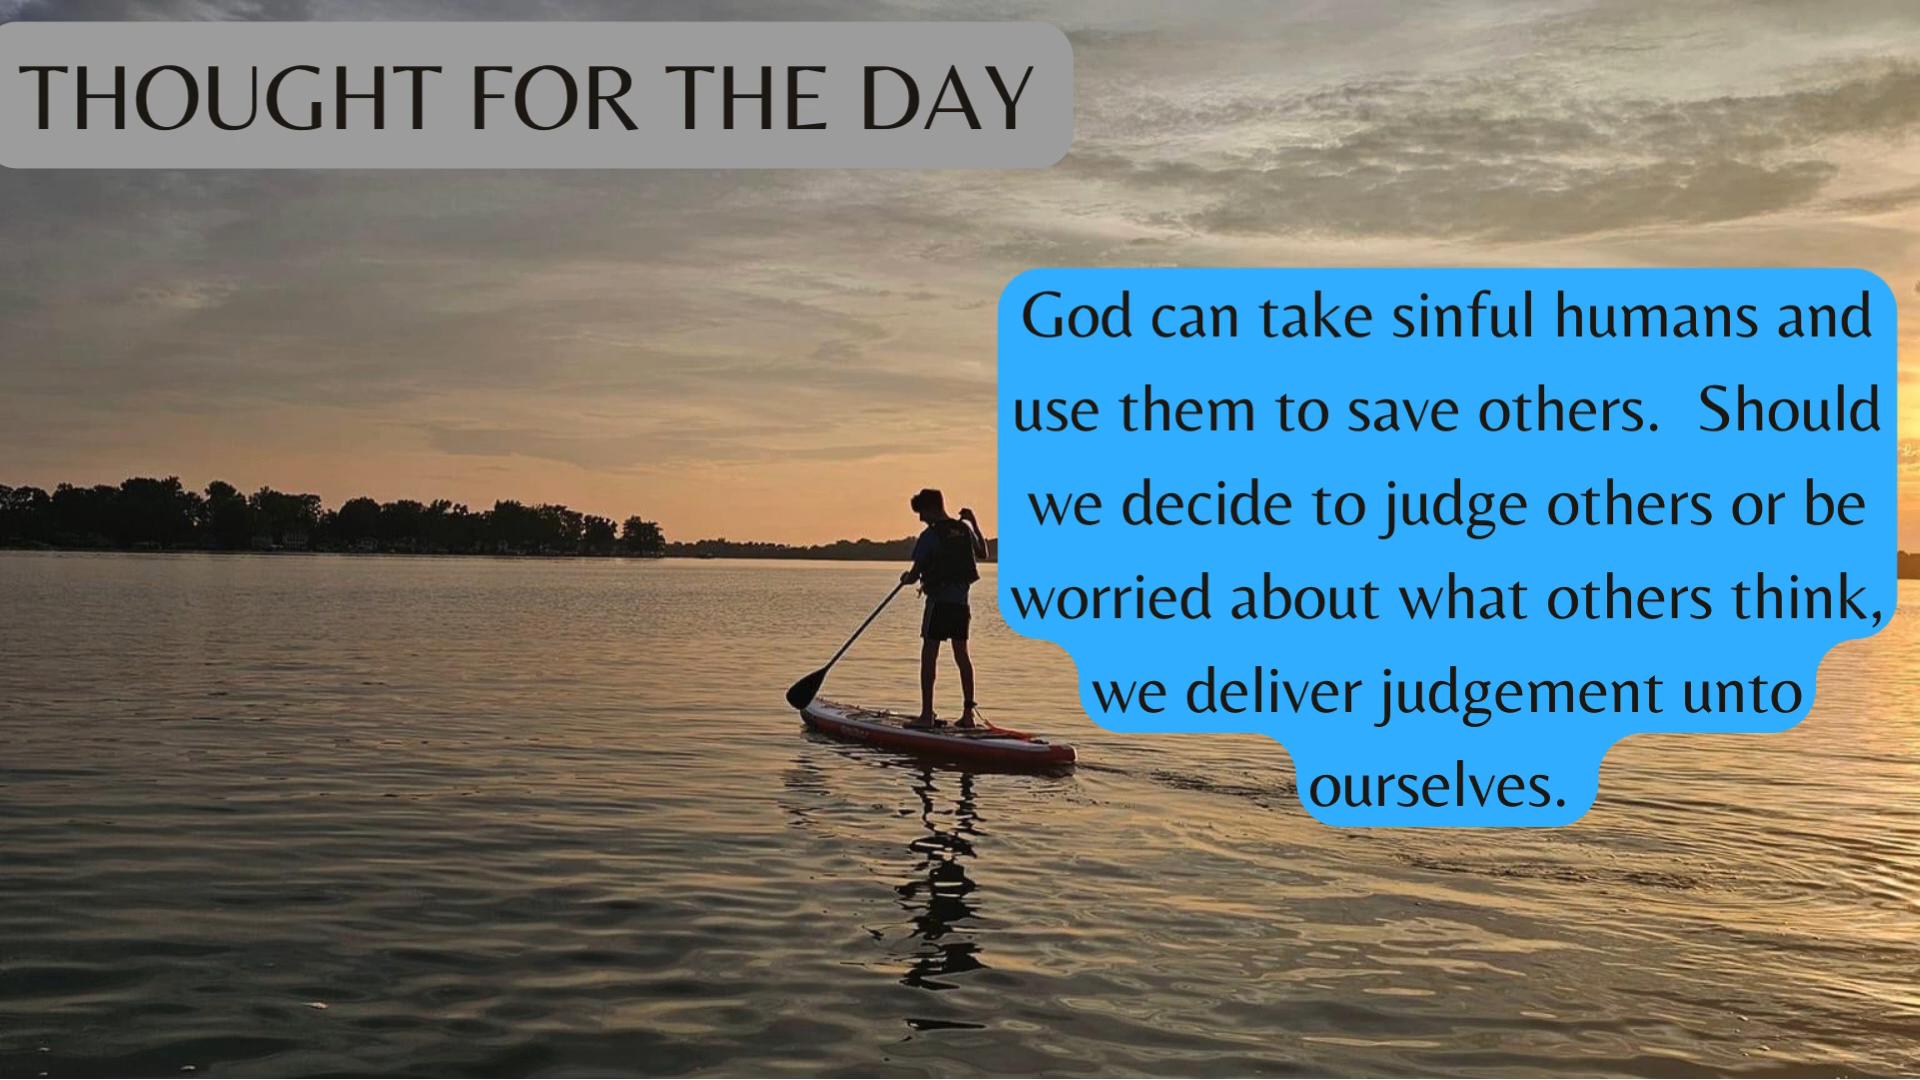 THOUGHT FOR THE DAY
God can take sinful humans and
use them to save others.  Should
we decide to judge others or be
worried about what others think,
we deliver judgement unto
ourselves.